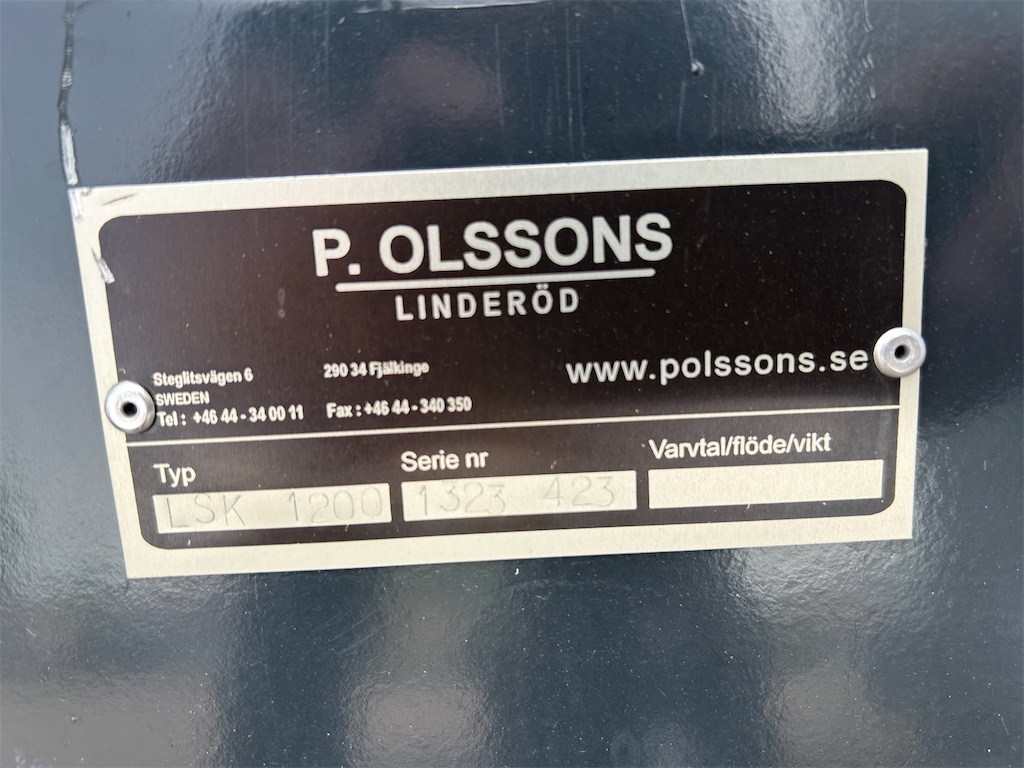 P. OLSSONS
LINDERÖD
Steglitsvägen 6 290 34 Fjälkinge
SWEDEN
Tel : +46 44 - 34 00 11 Fax : +46 44 - 340 350
www.polssons.se
Typ Serie nr Varvtal/flöde/vikt
LSK 1200 1323 423